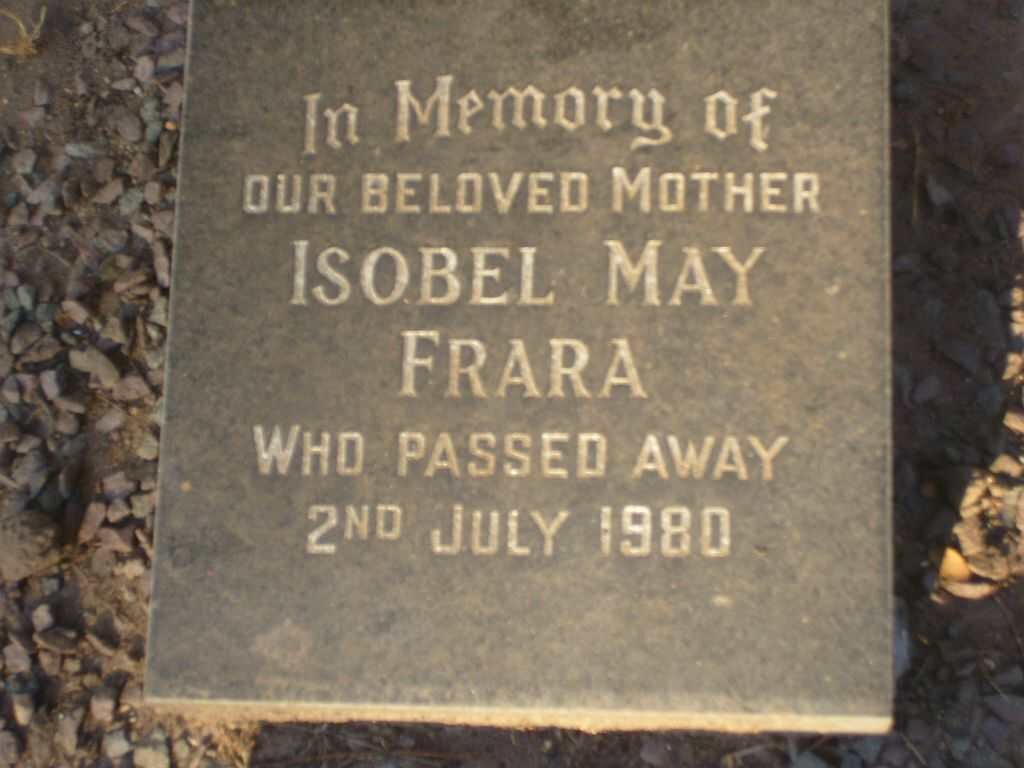 In Memory of
OUR BELOVED MOTHER
ISOBEL MAY
FRARA
WHO PASSED AWAY
2ND JULY 1980